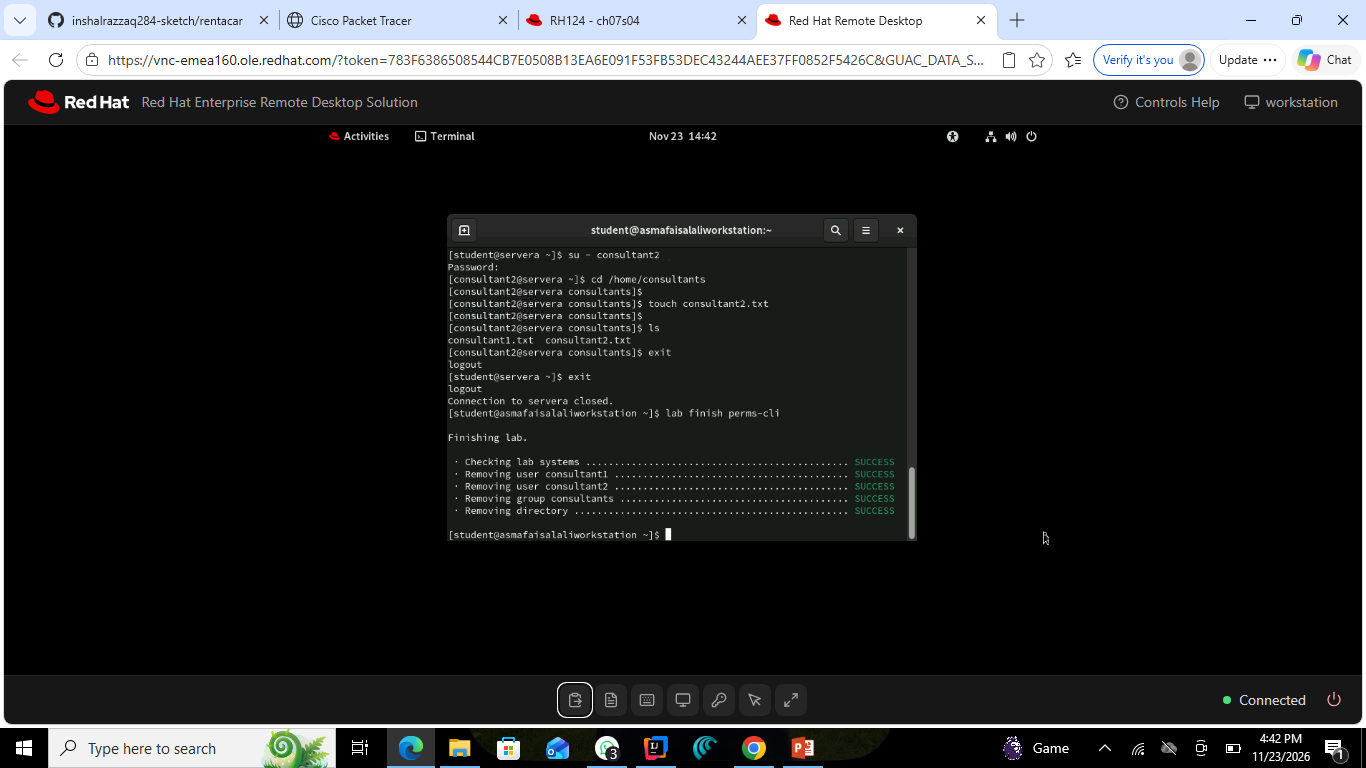 inshalrazzaq284-sketch/rentacar
Cisco Packet Tracer
RH124 - ch07s04
Red Hat Remote Desktop
https://vnc-emea160.ole.redhat.com/?token=783F6386508544CB7E0508B13EA6E091F53FB53DEC43244AEE37FF0852F5426C&GUAC_DATA_S...
Verify it's you
Update
Chat
Red Hat
Red Hat Enterprise Remote Desktop Solution
Controls Help
workstation
Activities
Terminal
Nov 23 14:42
student@asmafaisalaliworkstation:~
[student@servera ~]$ su - consultant2
Password:
[consultant2@servera ~]$ cd /home/consultants
[consultant2@servera consultants]$
[consultant2@servera consultants]$ touch consultant2.txt
[consultant2@servera consultants]$
[consultant2@servera consultants]$ ls
consultant1.txt  consultant2.txt
[consultant2@servera consultants]$ exit
logout
[student@servera ~]$ exit
logout
Connection to servera closed.
[student@asmafaisalaliworkstation ~]$ lab finish perms-cli
Finishing lab.
· Checking lab systems .............................................. SUCCESS
· Removing user consultant1 ......................................... SUCCESS
· Removing user consultant2 ......................................... SUCCESS
· Removing group consultants ........................................ SUCCESS
· Removing directory ................................................ SUCCESS
[student@asmafaisalaliworkstation ~]$
Connected
Type here to search
3
Game
4:42 PM
11/23/2026
1